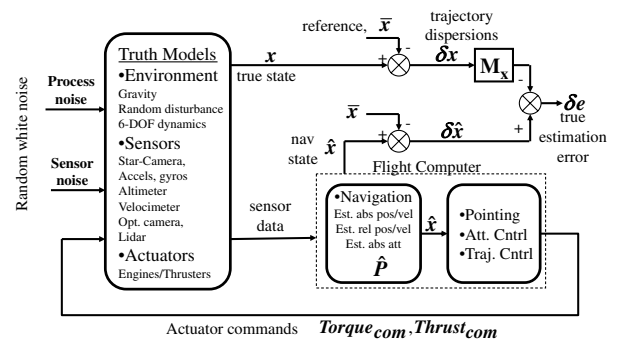 Random white noise
Process
noise
Sensor
noise
Truth Models
•Environment
Gravity
Random disturbance
6-DOF dynamics
•Sensors
Star-Camera,
Accels, gyros
Altimeter
Velocimeter
Opt. camera,
Lidar
•Actuators
Engines/Thrusters
x
true state
reference, x̅
-
+
trajectory
dispersions
δx
Mₓ
-
+
δe
true
estimation
error
x̅
-
+
nav
state
x̂
δx̂
Flight Computer
sensor
data
•Navigation
Est. abs pos/vel
Est. rel pos/vel
Est. abs att
P̂
x̂
•Pointing
•Att. Cntrl
•Traj. Cntrl
Actuator commands Torque_com, Thrust_com